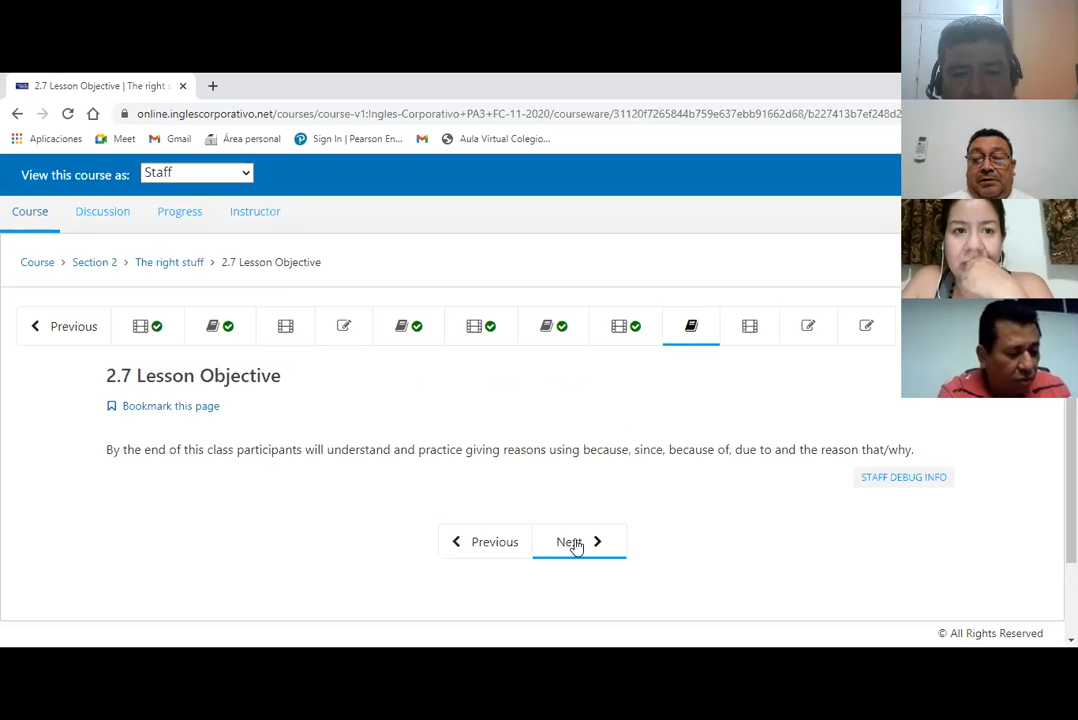 2.7 Lesson Objective | The right s
online.inglescorporativo.net/courses/course-v1:Ingles-Corporativo+PA3+FC-11-2020/courseware/31120f7265844b759e637ebb91662d68/b227413b7ef248d2
Aplicaciones Meet Gmail Área personal Sign In | Pearson En... Aula Virtual Colegio...
View this course as: Staff
Course Discussion Progress Instructor
Course > Section 2 > The right stuff > 2.7 Lesson Objective
Previous
2.7 Lesson Objective
Bookmark this page
By the end of this class participants will understand and practice giving reasons using because, since, because of, due to and the reason that/why.
STAFF DEBUG INFO
Previous Next
© All Rights Reserved